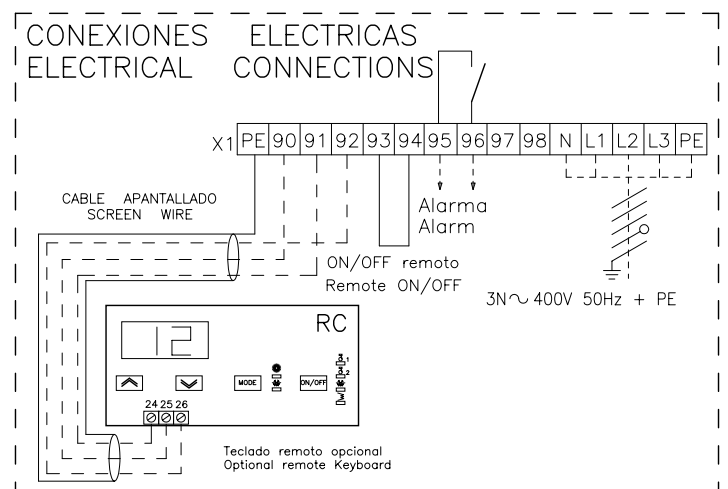 CONEXIONES ELECTRICAS
ELECTRICAL CONNECTIONS
X1 PE 90 91 92 93 94 95 96 97 98 N L1 L2 L3 PE
CABLE APANTALLADO
SCREEN WIRE
Alarma
Alarm
ON/OFF remoto
Remote ON/OFF
3N～ 400V 50Hz + PE
RC
12
MODE
ON/OFF
24 25 26
Teclado remoto opcional
Optional remote Keyboard